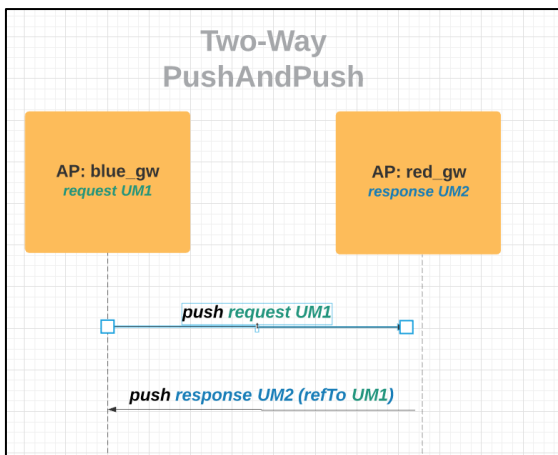 Two-Way
PushAndPush
AP: blue_gw
request UM1
AP: red_gw
response UM2
push request UM1
push response UM2 (refTo UM1)